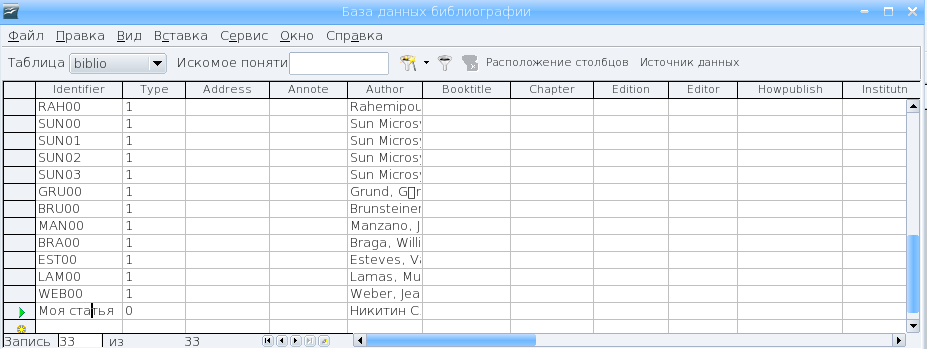 База данных библиографии
Файл Правка Вид Вставка Сервис Окно Справка
Таблица biblio Искомое поняти Расположение столбцов Источник данных
Identifier Type Address Annote Author Booktitle Chapter Edition Editor Howpublish Institutn
RAH00 1 Rahemipou
SUN00 1 Sun Microsy
SUN01 1 Sun Microsy
SUN02 1 Sun Microsy
SUN03 1 Sun Microsy
GRU00 1 Grund, G▯r
BRU00 1 Brunsteiner
MAN00 1 Manzano, J
BRA00 1 Braga, Willi
EST00 1 Esteves, Va
LAM00 1 Lamas, Mu
WEB00 1 Weber, Jea
Моя статья 0 Никитин С.
Запись 33 из 33